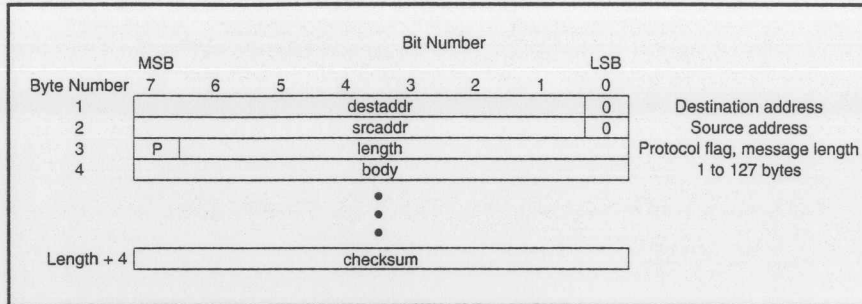 Bit Number
MSB LSB
Byte Number 7 6 5 4 3 2 1 0
1 destaddr 0 Destination address
2 srcaddr 0 Source address
3 P length Protocol flag, message length
4 body 1 to 127 bytes
Length + 4 checksum